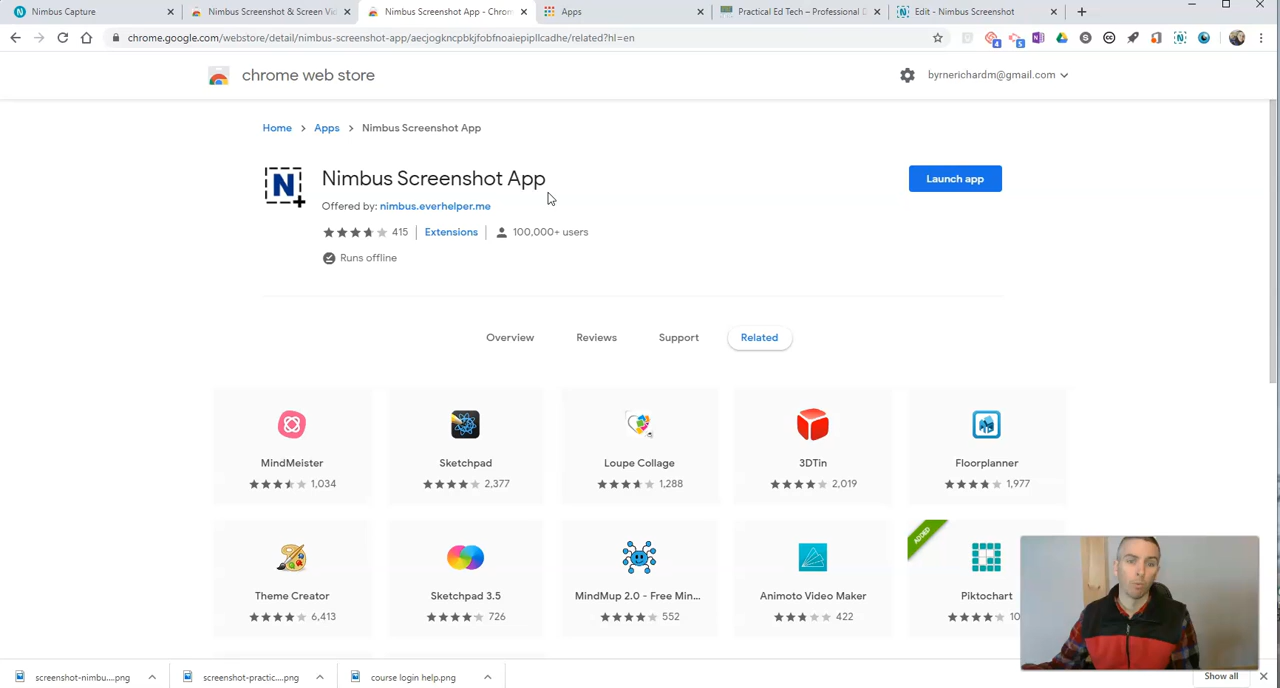 Nimbus Capture
Nimbus Screenshot & Screen Vid
Nimbus Screenshot App - Chrom
Apps
Practical Ed Tech – Professional D
Edit - Nimbus Screenshot
chrome.google.com/webstore/detail/nimbus-screenshot-app/aecjogkncpbkjfobfnoaiepipllcadhe/related?hl=en
chrome web store
byrnerichardm@gmail.com
Home > Apps > Nimbus Screenshot App
N
Nimbus Screenshot App
Launch app
Offered by: nimbus.everhelper.me
415 | Extensions | 100,000+ users
Runs offline
Overview
Reviews
Support
Related
MindMeister
Sketchpad
Loupe Collage
3DTin
Floorplanner
1,034
2,377
1,288
2,019
1,977
ADDED
Theme Creator
Sketchpad 3.5
MindMup 2.0 - Free Min...
Animoto Video Maker
Piktochart
6,413
726
552
422
10
screenshot-nimbu....png
screenshot-practic....png
course login help.png
Show all